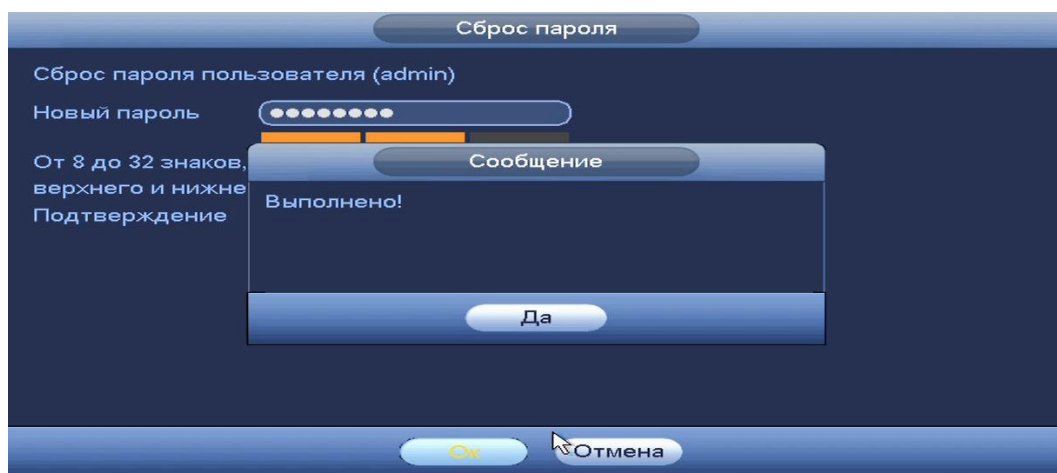 Сброс пароля
Сброс пароля пользователя (admin)
Новый пароль
Сообщение
От 8 до 32 знаков,
верхнего и нижне
Выполнено!
Подтверждение
Да
Ок
Отмена